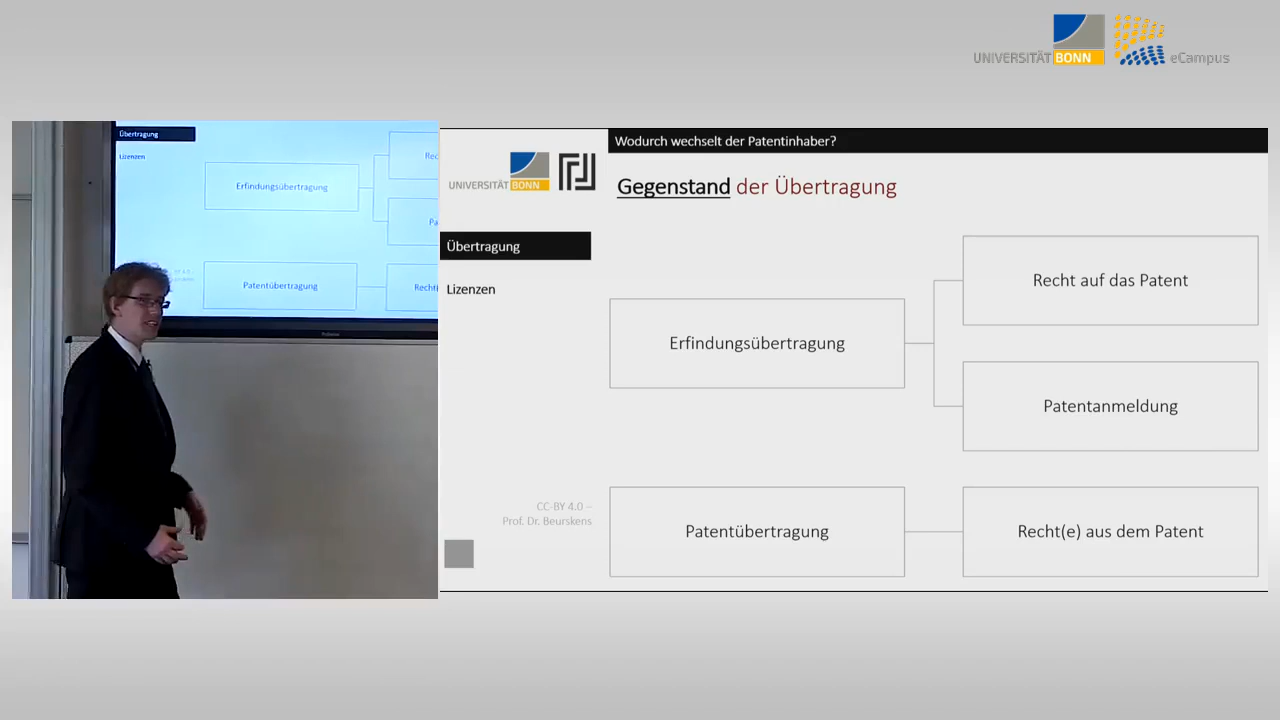 UNIVERSITÄT BONN
eCampus
Übertragung
Lizenzen
Erfindungsübertragung
Patentübertragung
UNIVERSITÄT BONN
Wodurch wechselt der Patentinhaber?
Gegenstand der Übertragung
Übertragung
Lizenzen
Erfindungsübertragung
Recht auf das Patent
Patentanmeldung
CC-BY 4.0 –
Prof. Dr. Beurskens
Patentübertragung
Recht(e) aus dem Patent